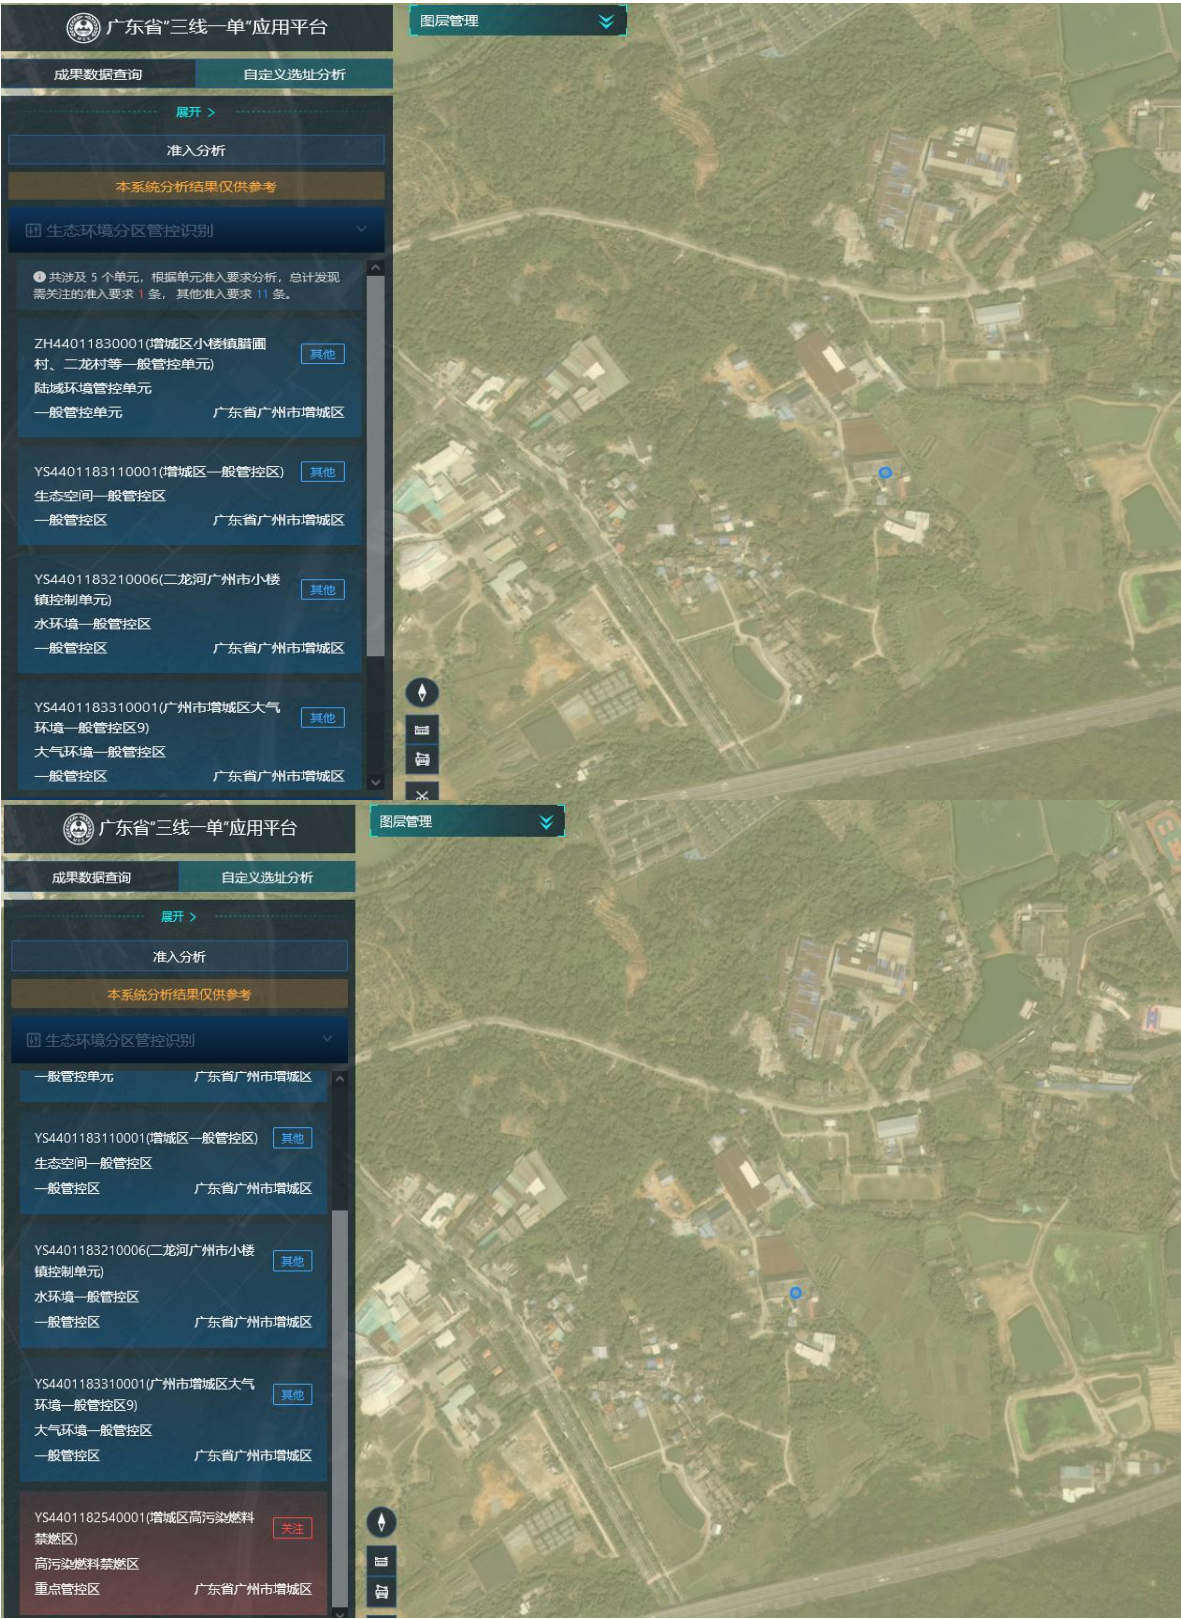 广东省“三线一单”应用平台
图层管理
成果数据查询
自定义选址分析
展开 >
准入分析
本系统分析结果仅供参考
生态环境分区管控识别
共涉及 5 个单元，根据单元准入要求分析，总计发现
需关注的准入要求 1 条，其他准入要求 11 条。
ZH44011830001(增城区小楼镇腊圃
村、二龙村等一般管控单元)
其他
陆域环境管控单元
一般管控单元 广东省广州市增城区
YS4401183110001(增城区一般管控区)
其他
生态空间一般管控区
一般管控区 广东省广州市增城区
YS4401183210006(二龙河广州市小楼
镇控制单元)
其他
水环境一般管控区
一般管控区 广东省广州市增城区
YS4401183310001(广州市增城区大气
环境一般管控区9)
其他
大气环境一般管控区
一般管控区 广东省广州市增城区
广东省“三线一单”应用平台
图层管理
成果数据查询
自定义选址分析
展开 >
准入分析
本系统分析结果仅供参考
生态环境分区管控识别
一般管控单元 广东省广州市增城区
YS4401183110001(增城区一般管控区)
其他
生态空间一般管控区
一般管控区 广东省广州市增城区
YS4401183210006(二龙河广州市小楼
镇控制单元)
其他
水环境一般管控区
一般管控区 广东省广州市增城区
YS4401183310001(广州市增城区大气
环境一般管控区9)
其他
大气环境一般管控区
一般管控区 广东省广州市增城区
YS4401182540001(增城区高污染燃料
禁燃区)
关注
高污染燃料禁燃区
重点管控区 广东省广州市增城区